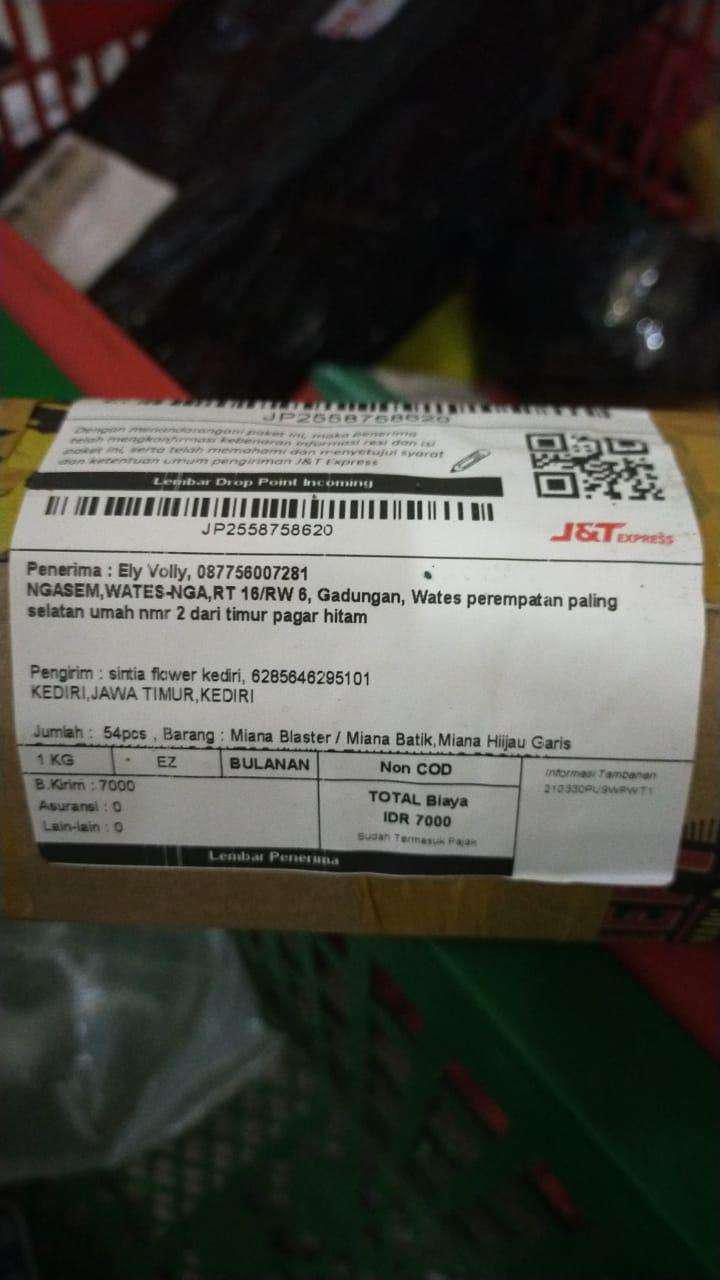 JP2558758620
Dengan menandatangani paket ini, maka penerima
telah mengkonfirmasi kebenaran informasi resi dan isi
paket ini, serta telah memahami dan menyetujui syarat
dan ketentuan umum pengiriman J&T Express
Lembar Drop Point Incoming
JP2558758620
J&T EXPRESS
Penerima : Ely Volly, 087756007281
NGASEM,WATES-NGA,RT 16/RW 6, Gadungan, Wates perempatan paling
selatan umah nmr 2 dari timur pagar hitam
Pengirim : sintia flower kediri, 6285646295101
KEDIRI,JAWA TIMUR,KEDIRI
Jumlah : 54pcs , Barang : Miana Blaster / Miana Batik,Miana Hiijau Garis
1 KG EZ BULANAN Non COD Informasi Tambahan
B.Kirim : 7000
Asuransi : 0
Lain-lain : 0
TOTAL Biaya
IDR 7000
Sudah Termasuk Pajak
Lembar Penerima